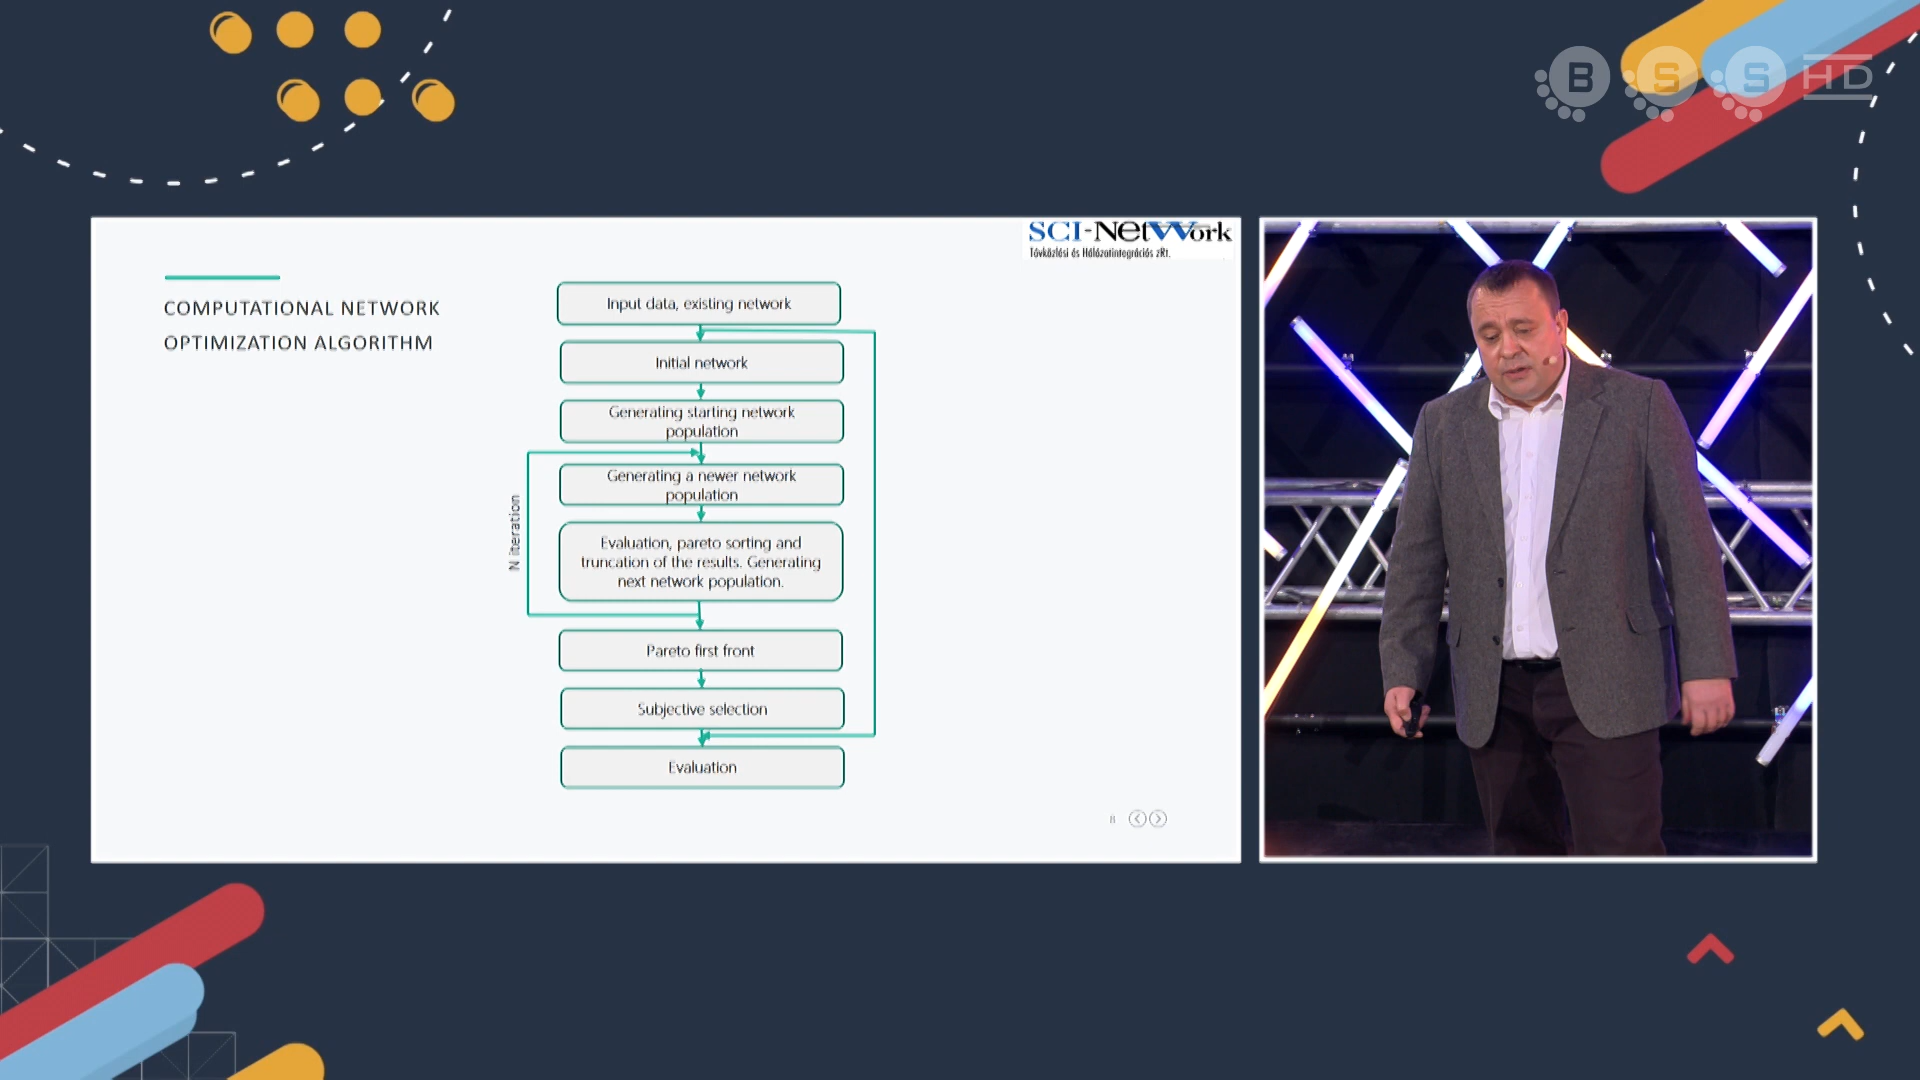 B S S HD
SCI-NetWork
Távközlési és Hálózatintegrációs zRt.
COMPUTATIONAL NETWORK
OPTIMIZATION ALGORITHM
Input data, existing network
Initial network
Generating starting network
population
Generating a newer network
population
N iteration
Evaluation, pareto sorting and
truncation of the results. Generating
next network population.
Pareto first front
Subjective selection
Evaluation
8